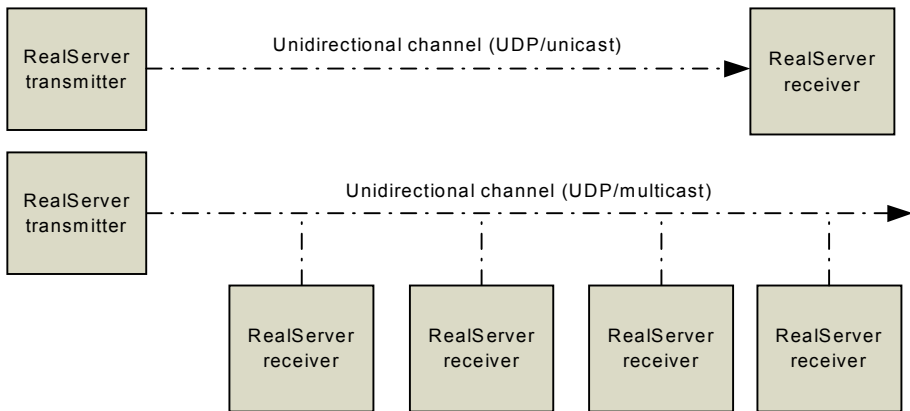 RealServer
transmitter
Unidirectional channel (UDP/unicast)
RealServer
receiver
RealServer
transmitter
Unidirectional channel (UDP/multicast)
RealServer
receiver
RealServer
receiver
RealServer
receiver
RealServer
receiver